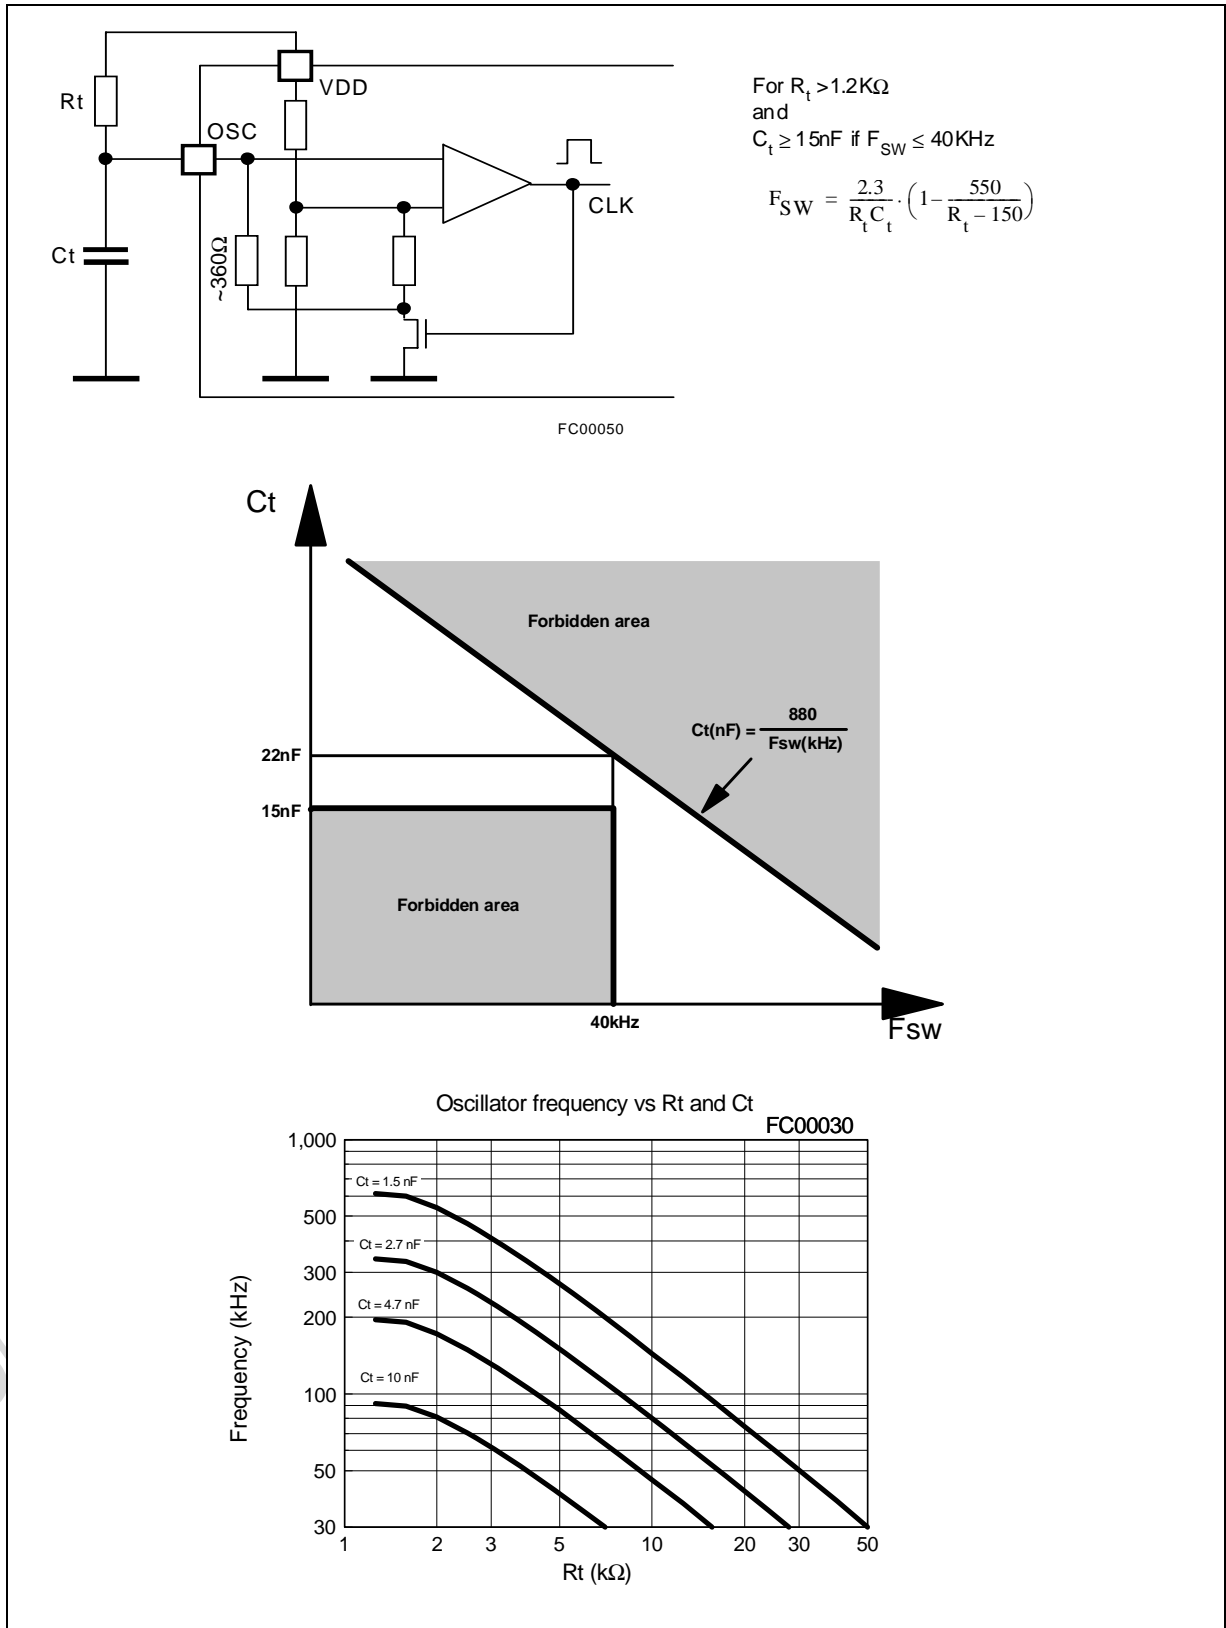 Rt
VDD
OSC
Ct
~360Ω
CLK
FC00050
For Rt >1.2KΩ
and
Ct ≥ 15nF if FSW ≤ 40KHz
FSW = 2.3 / RtCt · (1 – 550 / Rt – 150)
Ct
Forbidden area
Ct(nF) = 880 / Fsw(kHz)
22nF
15nF
Forbidden area
40kHz
Fsw
Oscillator frequency vs Rt and Ct
FC00030
1,000
Ct = 1.5 nF
500
Ct = 2.7 nF
300
Ct = 4.7 nF
200
Ct = 10 nF
100
50
30
Frequency (kHz)
1 2 3 5 10 20 30 50
Rt (kΩ)